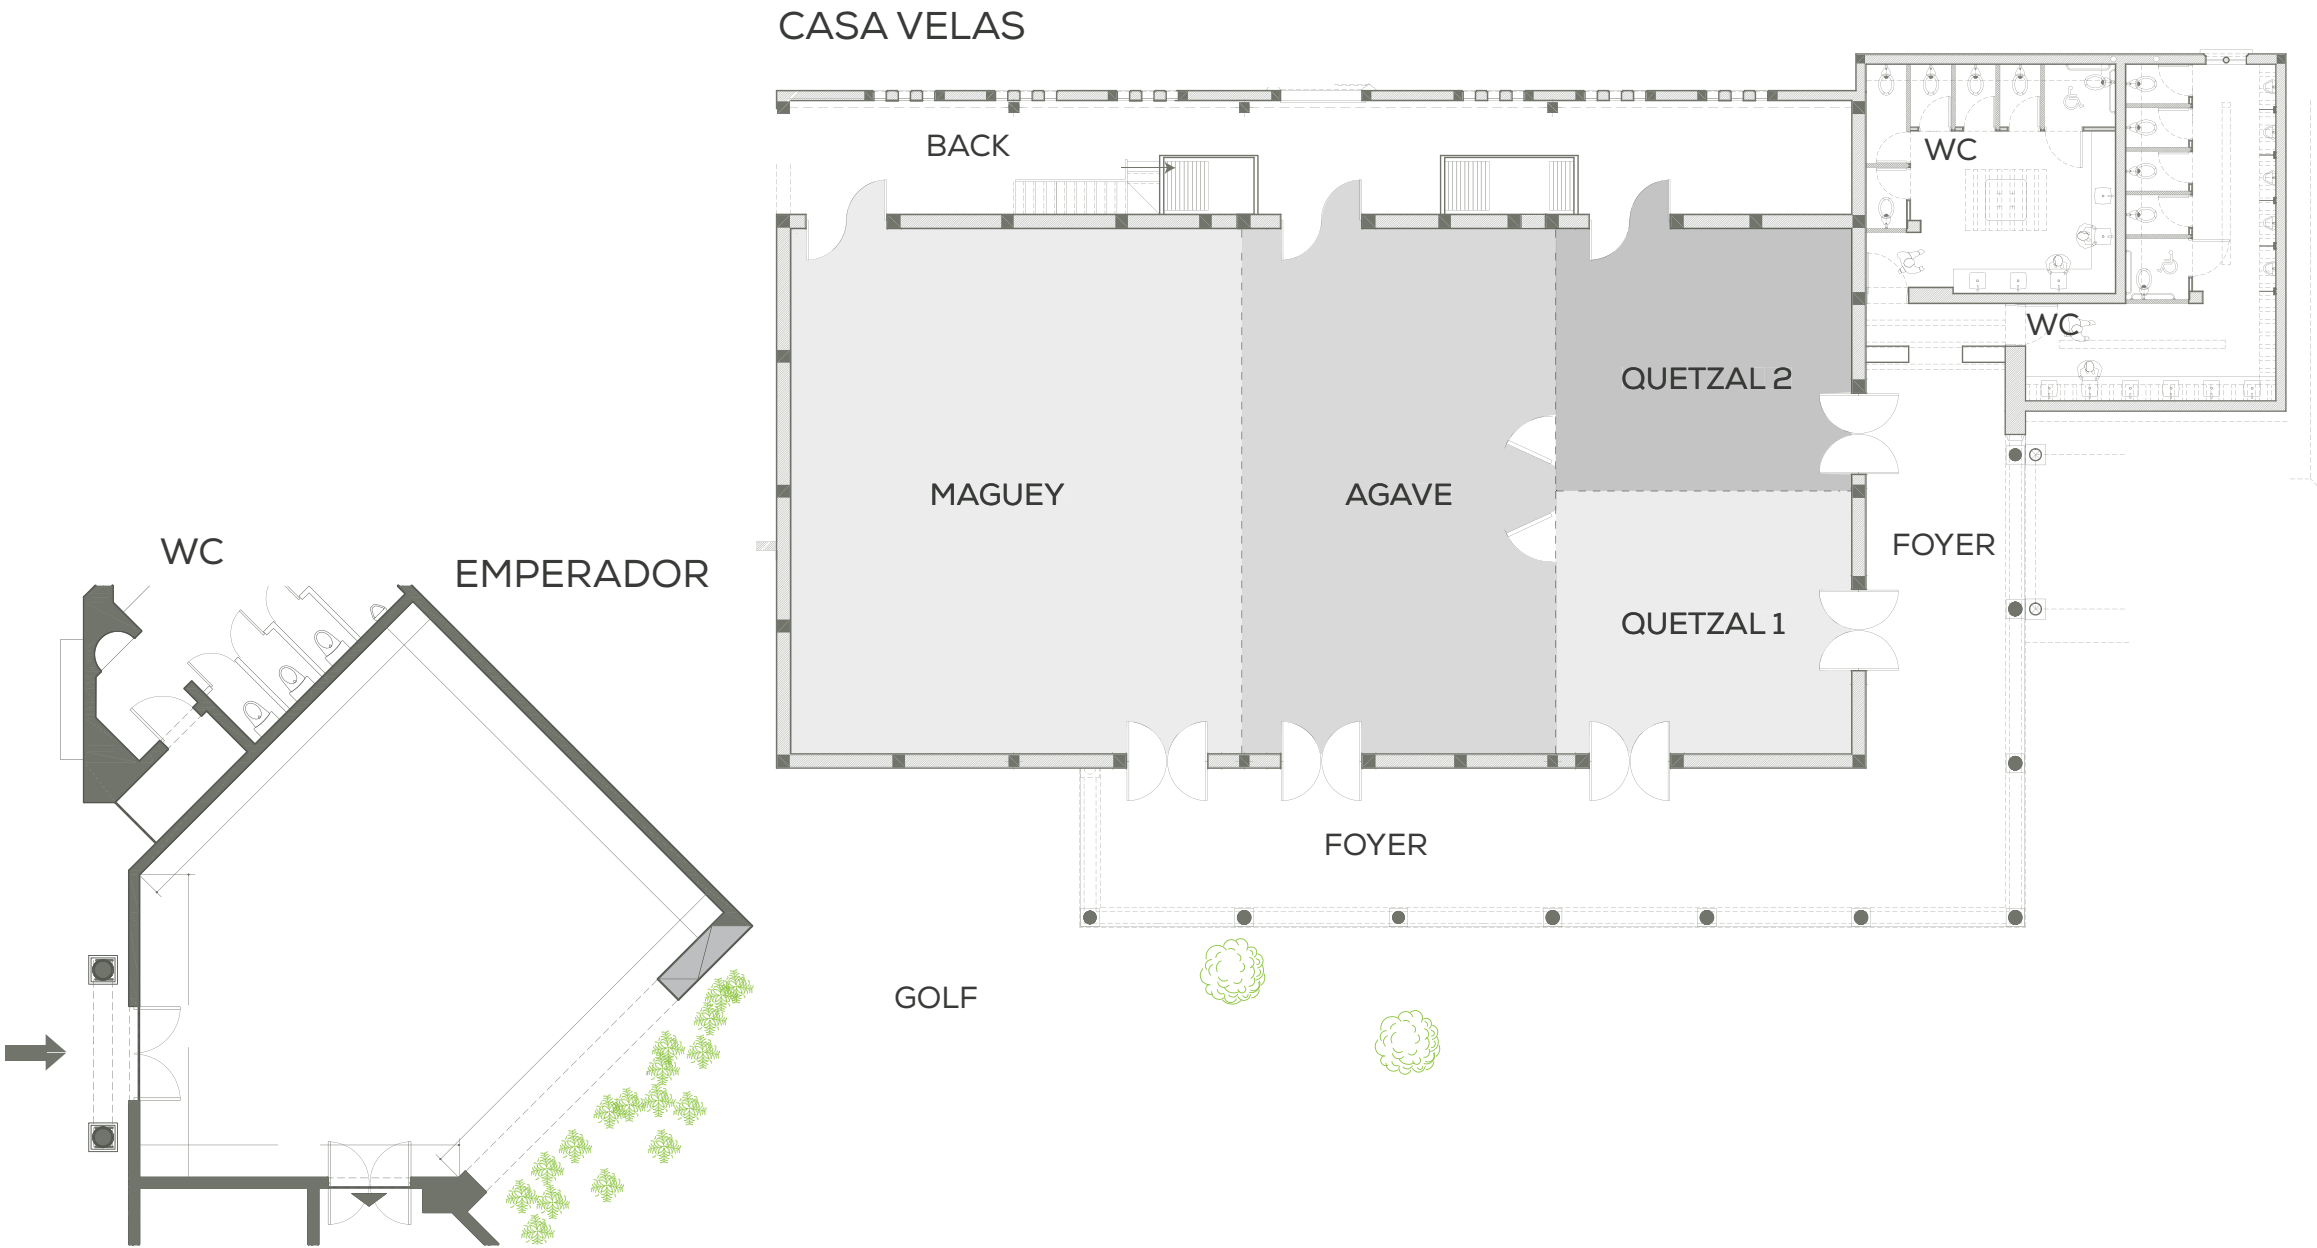 CASA VELAS
BACK
WC
WC
QUETZAL 2
MAGUEY
AGAVE
FOYER
WC
EMPERADOR
QUETZAL 1
FOYER
GOLF